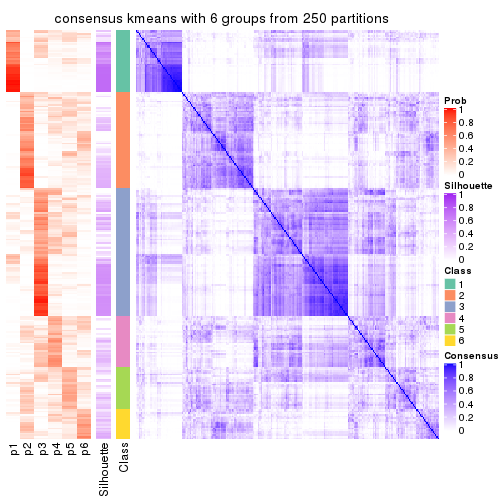 consensus kmeans with 6 groups from 250 partitions
Prob
1
0.8
0.6
0.4
0.2
0
Silhouette
1
0.8
0.6
0.4
0.2
0
Class
1
2
3
4
5
6
Consensus
1
0.8
0.6
0.4
0.2
0
p1
p2
p3
p4
p5
p6
Silhouette
Class